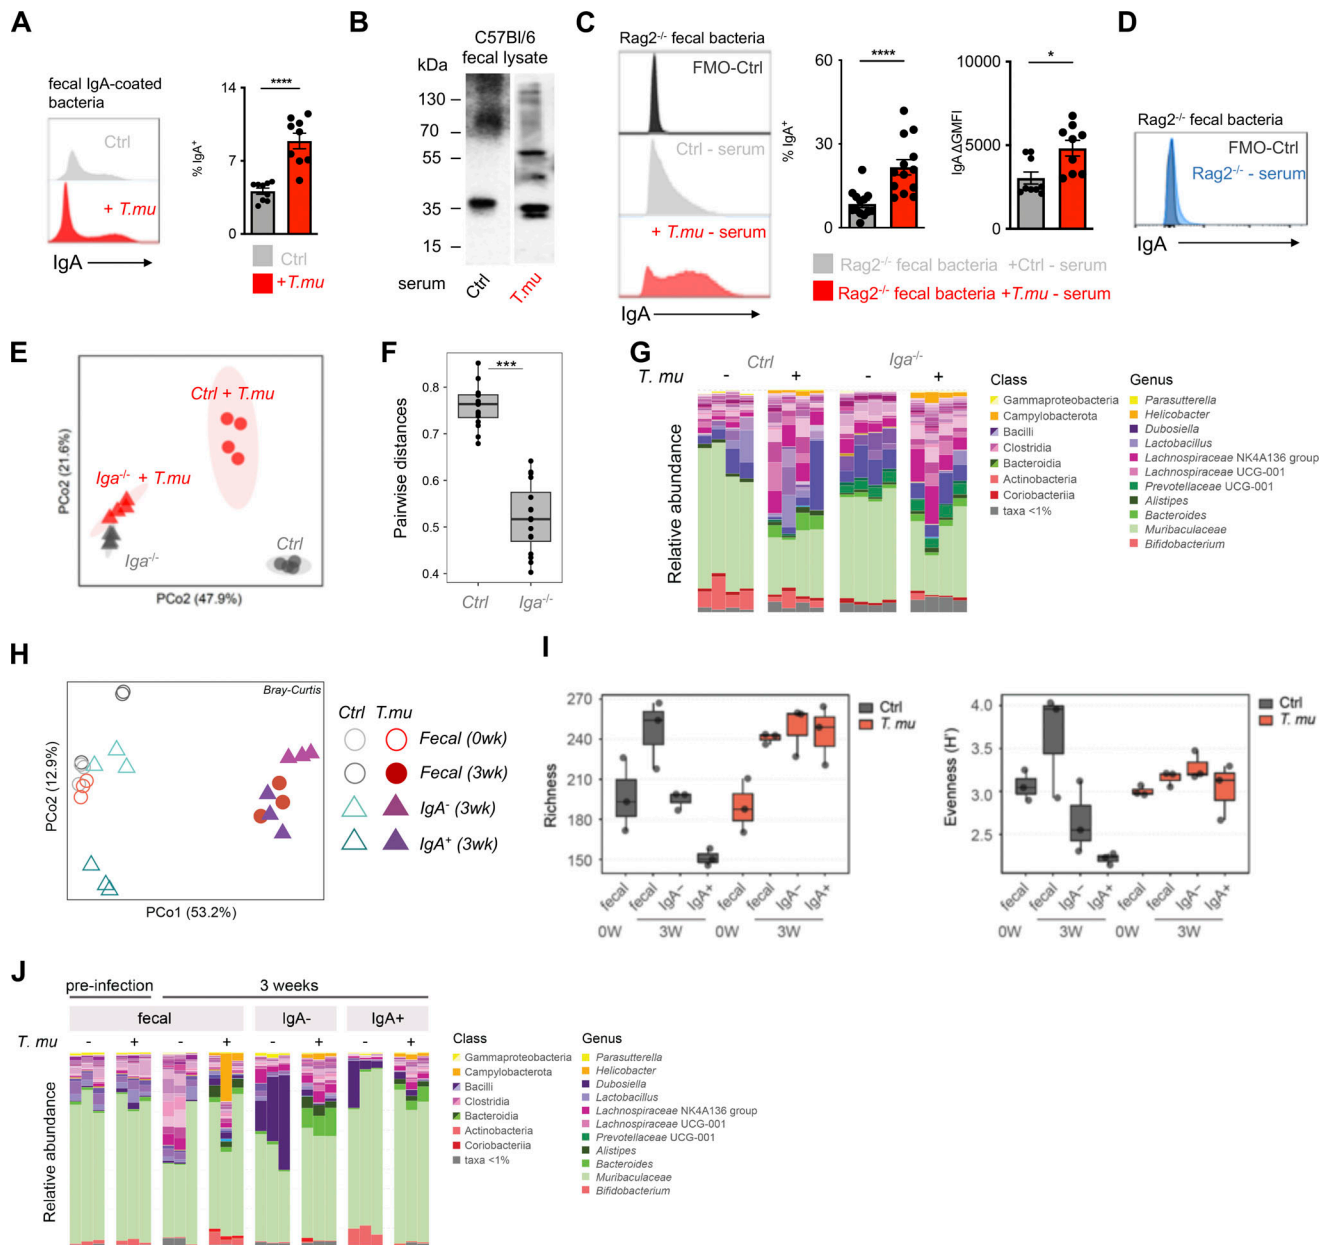 A
fecal IgA-coated
bacteria
Ctrl
+ T.mu
IgA
% IgA+
14
7
0
****
Ctrl
+T.mu
B
C57Bl/6
fecal lysate
kDa
130
70
55
35
15
serum
Ctrl
T.mu
C
Rag2-/- fecal bacteria
FMO-Ctrl
Ctrl - serum
+ T.mu - serum
IgA
% IgA+
60
30
0
****
IgA ΔGMFI
10000
5000
0
*
Rag2-/- fecal bacteria +Ctrl - serum
Rag2-/- fecal bacteria +T.mu - serum
D
Rag2-/- fecal bacteria
FMO-Ctrl
Rag2-/- - serum
IgA
E
Ctrl + T.mu
Iga-/- + T.mu
Iga-/-
Ctrl
PCo2 (21.6%)
PCo2 (47.9%)
F
Pairwise distances
0.8
0.7
0.6
0.5
0.4
***
Ctrl
Iga-/-
G
Ctrl
Iga-/-
T. mu
-
+
-
+
Relative abundance
Class
Gammaproteobacteria
Campylobacterota
Bacilli
Clostridia
Bacteroidia
Actinobacteria
Coriobacteriia
taxa <1%
Genus
Parasutterella
Helicobacter
Dubosiella
Lactobacillus
Lachnospiraceae NK4A136 group
Lachnospiraceae UCG-001
Prevotellaceae UCG-001
Alistipes
Bacteroides
Muribaculaceae
Bifidobacterium
H
Bray-Curtis
PCo2 (12.9%)
PCo1 (53.2%)
Ctrl T.mu
Fecal (0wk)
Fecal (3wk)
IgA- (3wk)
IgA+ (3wk)
I
Richness
270
240
210
180
150
Ctrl
T. mu
fecal
fecal
IgA−
IgA+
fecal
fecal
IgA−
IgA+
0W
3W
0W
3W
Evenness (H')
4.0
3.5
3.0
2.5
Ctrl
T. mu
fecal
fecal
IgA−
IgA+
fecal
fecal
IgA−
IgA+
0W
3W
0W
3W
J
pre-infection
3 weeks
fecal
IgA-
IgA+
T. mu
-
+
-
+
-
+
-
+
Relative abundance
Class
Gammaproteobacteria
Campylobacterota
Bacilli
Clostridia
Bacteroidia
Actinobacteria
Coriobacteriia
taxa <1%
Genus
Parasutterella
Helicobacter
Dubosiella
Lactobacillus
Lachnospiraceae NK4A136 group
Lachnospiraceae UCG-001
Prevotellaceae UCG-001
Alistipes
Bacteroides
Muribaculaceae
Bifidobacterium